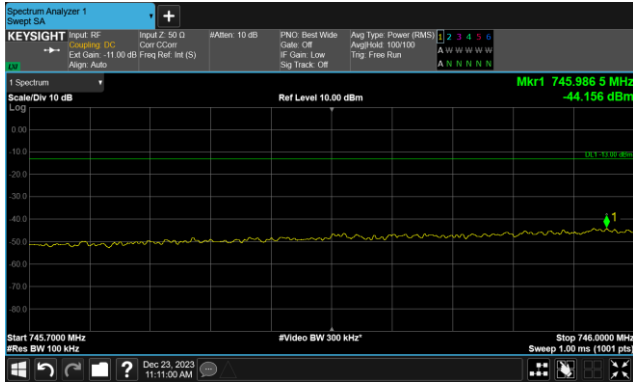 Spectrum Analyzer 1
Swept SA
KEYSIGHT
Input: RF
Coupling: DC
Ext Gain: -11.00 dB
Align: Auto
Input Z: 50 Ω
Corr CCorr
Freq Ref: Int (S)
#Atten: 10 dB
PNO: Best Wide
Gate: Off
IF Gain: Low
Sig Track: Off
Avg Type: Power (RMS)
Avg|Hold: 100/100
Trig: Free Run
1 2 3 4 5 6
A W W W W W
A N N N N N
1 Spectrum
Scale/Div 10 dB
Log
Ref Level 10.00 dBm
Mkr1 745.986 5 MHz
-44.156 dBm
0.00
-10.0
DL1 -13.00 dBm
-20.0
-30.0
-40.0
1
-50.0
-60.0
-70.0
-80.0
Start 745.7000 MHz
#Res BW 100 kHz
#Video BW 300 kHz*
Stop 746.0000 MHz
Sweep 1.00 ms (1001 pts)
?
Dec 23, 2023
11:11:00 AM